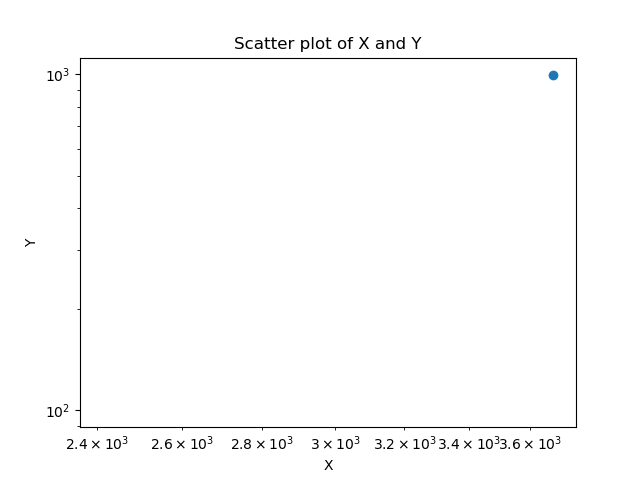 Scatter plot of X and Y
10³
Y
10²
2.4 × 10³ 2.6 × 10³ 2.8 × 10³ 3 × 10³ 3.2 × 10³ 3.4 × 10³ 3.6 × 10³
X